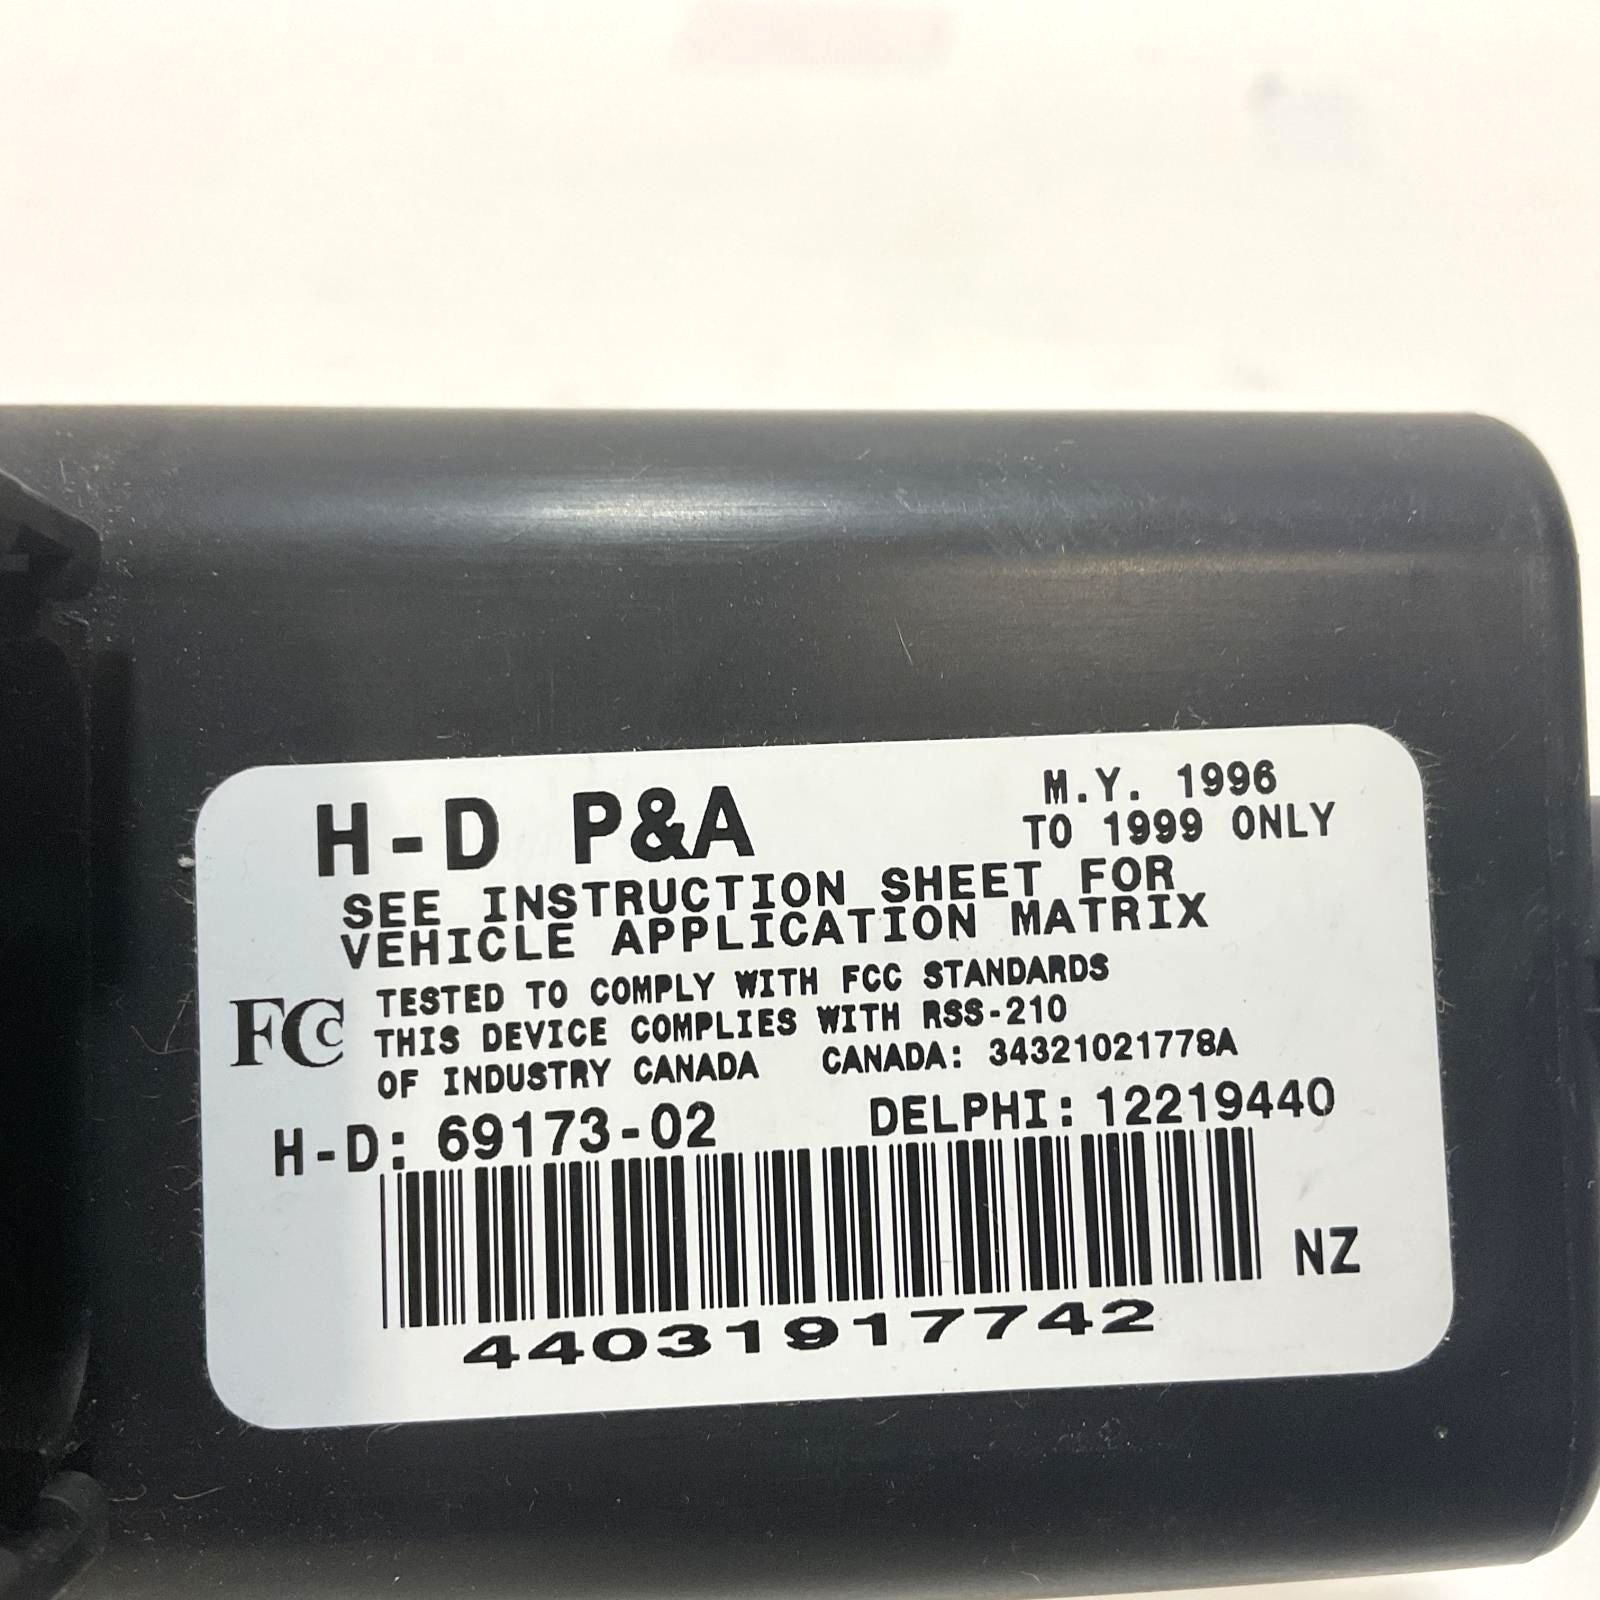 H-D P&A
M.Y. 1996
TO 1999 ONLY
SEE INSTRUCTION SHEET FOR
VEHICLE APPLICATION MATRIX
FCC
TESTED TO COMPLY WITH FCC STANDARDS
THIS DEVICE COMPLIES WITH RSS-210
OF INDUSTRY CANADA CANADA: 34321021778A
H-D: 69173-02 DELPHI: 12219440
NZ
44031917742